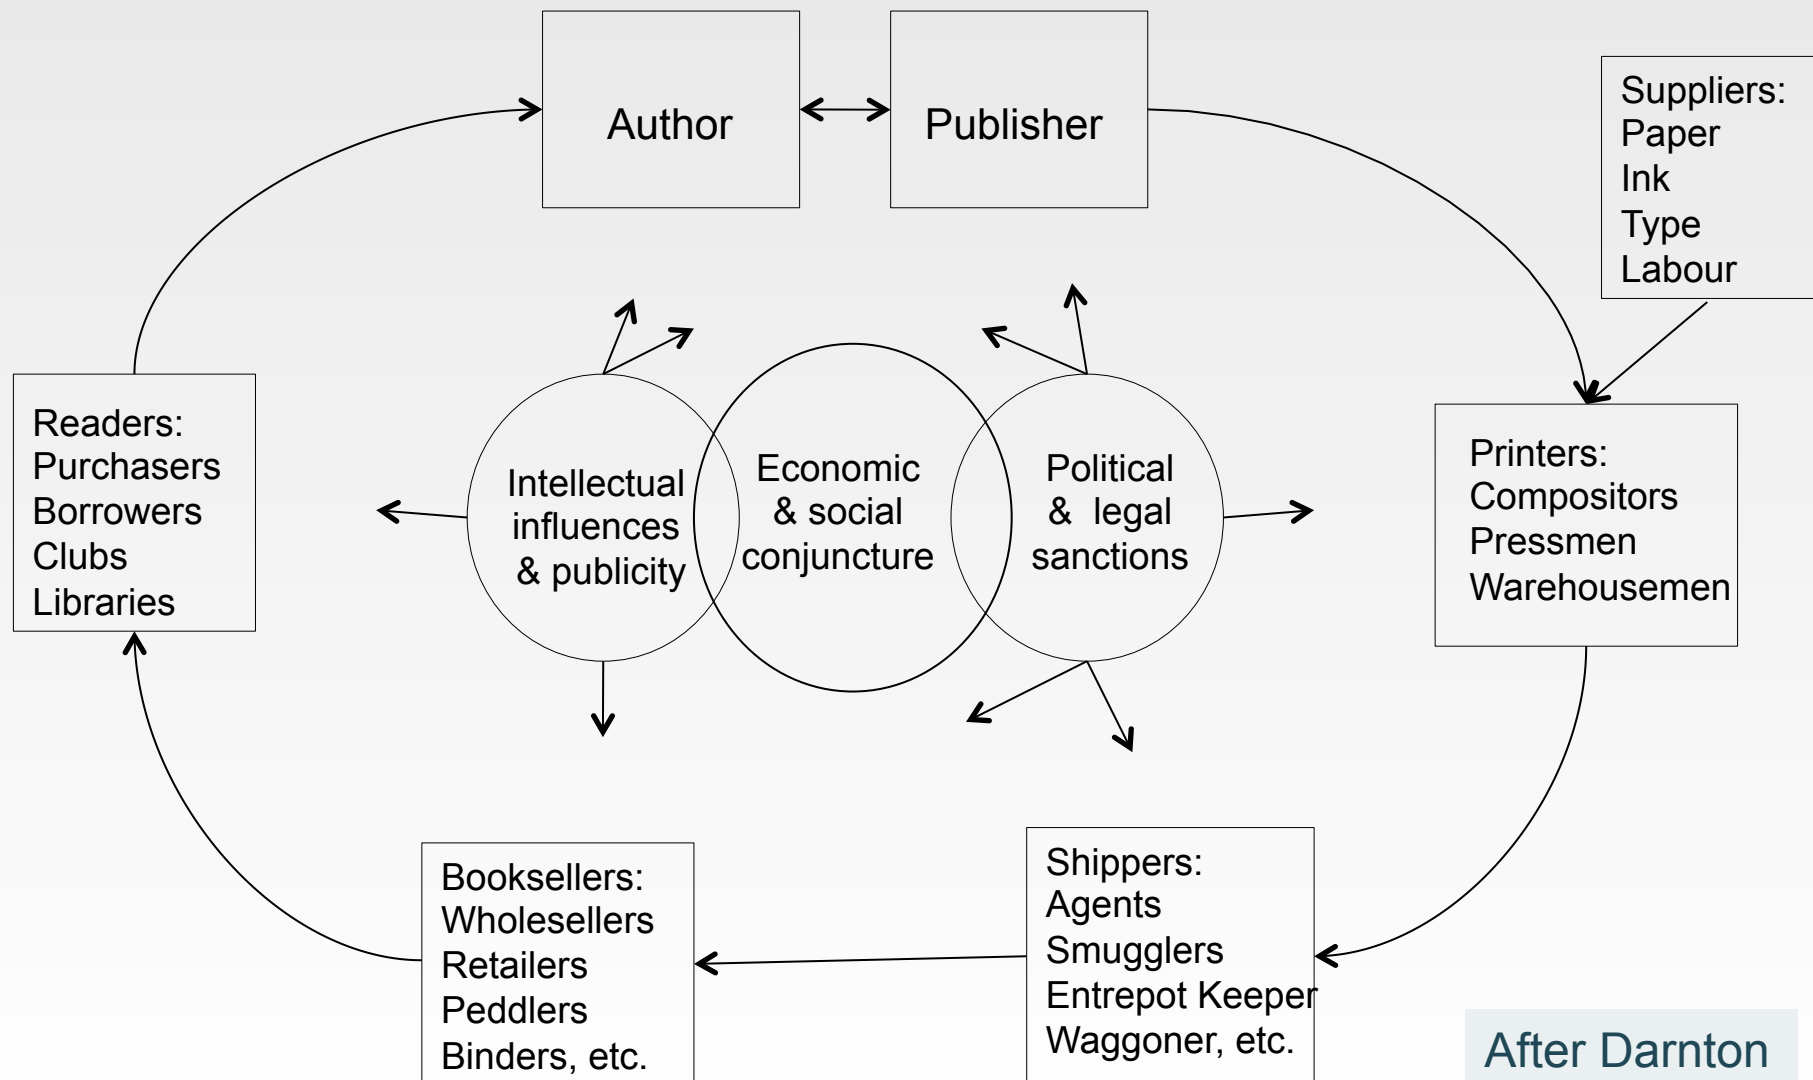 Author
Publisher
Suppliers:
Paper
Ink
Type
Labour
Readers:
Purchasers
Borrowers
Clubs
Libraries
Intellectual
influences
& publicity
Economic
& social
conjuncture
Political
& legal
sanctions
Printers:
Compositors
Pressmen
Warehousemen
Booksellers:
Wholesellers
Retailers
Peddlers
Binders, etc.
Shippers:
Agents
Smugglers
Entrepot Keeper
Waggoner, etc.
After Darnton